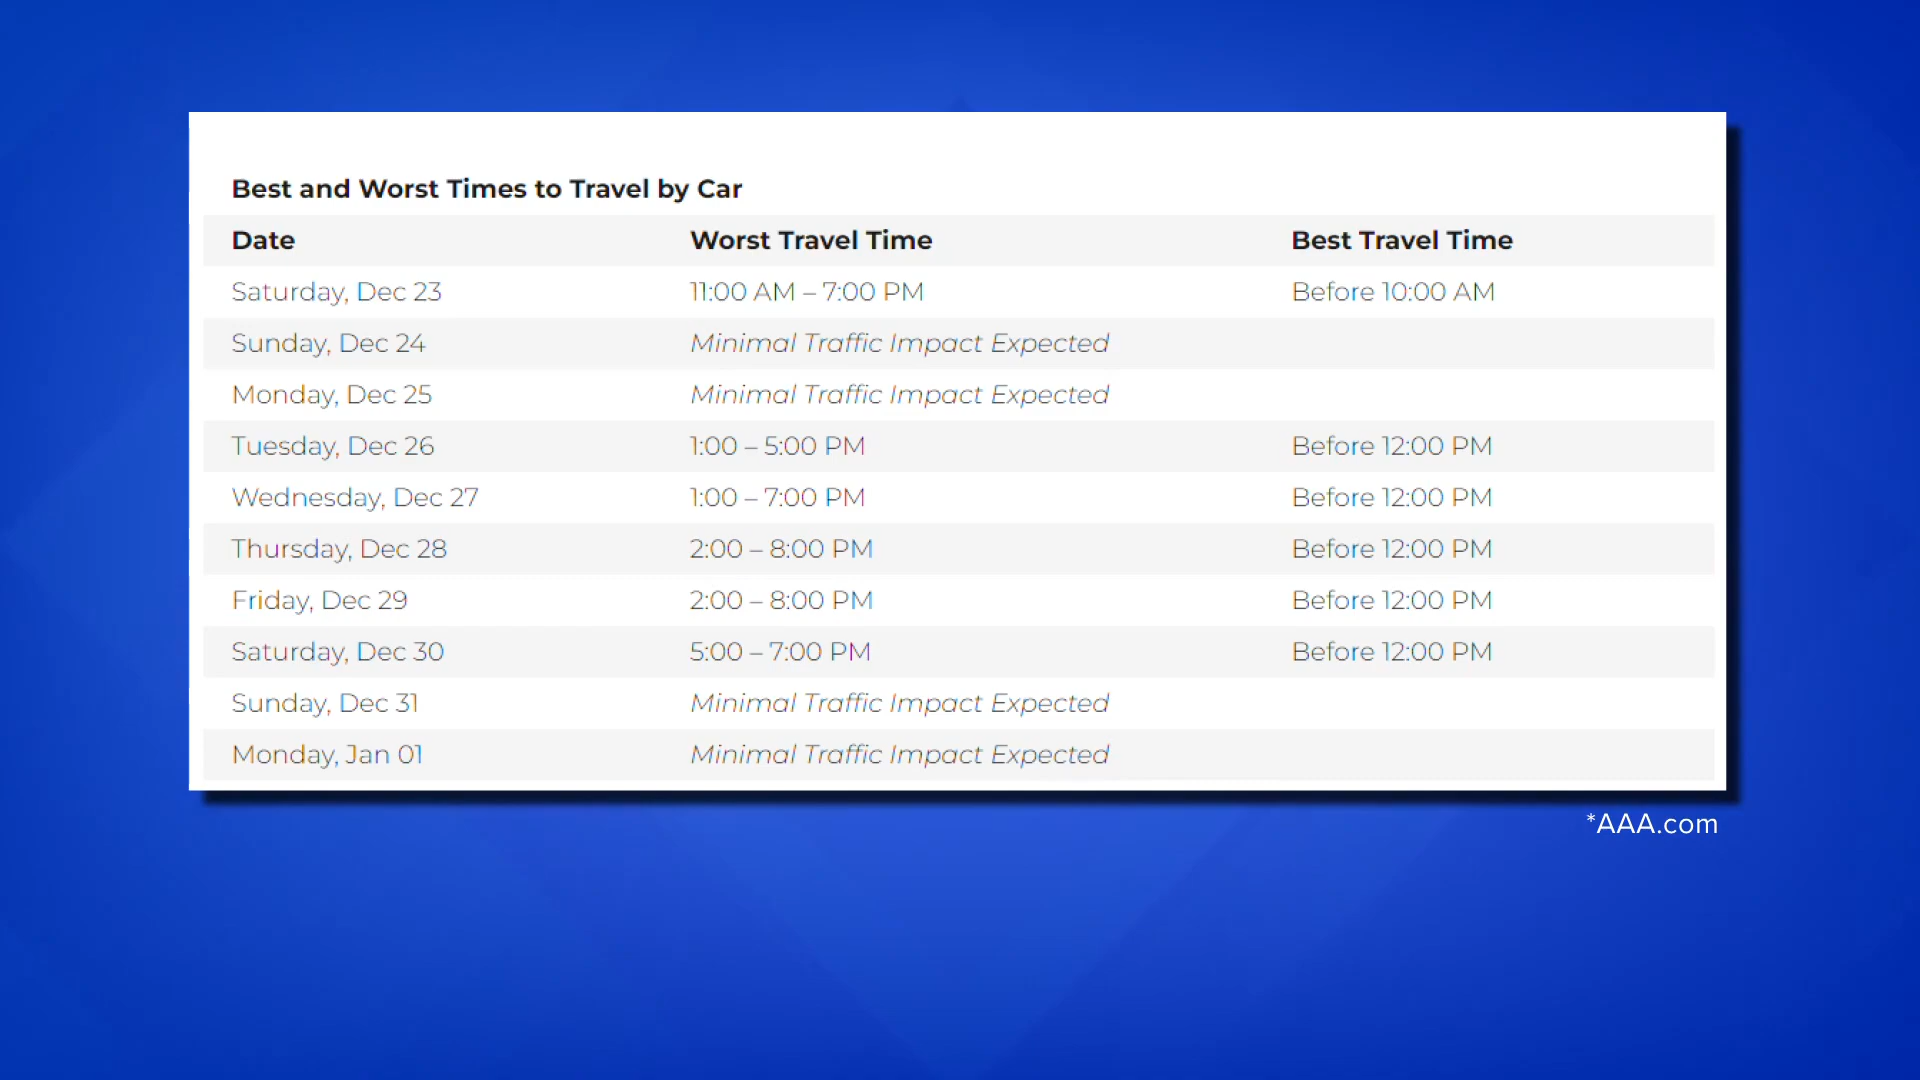 Best and Worst Times to Travel by Car
Date Worst Travel Time Best Travel Time
Saturday, Dec 23 11:00 AM – 7:00 PM Before 10:00 AM
Sunday, Dec 24 Minimal Traffic Impact Expected
Monday, Dec 25 Minimal Traffic Impact Expected
Tuesday, Dec 26 1:00 – 5:00 PM Before 12:00 PM
Wednesday, Dec 27 1:00 – 7:00 PM Before 12:00 PM
Thursday, Dec 28 2:00 – 8:00 PM Before 12:00 PM
Friday, Dec 29 2:00 – 8:00 PM Before 12:00 PM
Saturday, Dec 30 5:00 – 7:00 PM Before 12:00 PM
Sunday, Dec 31 Minimal Traffic Impact Expected
Monday, Jan 01 Minimal Traffic Impact Expected
*AAA.com